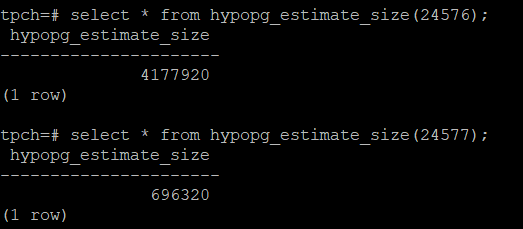 tpch=# select * from hypopg_estimate_size(24576);
 hypopg_estimate_size
----------------------
              4177920
(1 row)

tpch=# select * from hypopg_estimate_size(24577);
 hypopg_estimate_size
----------------------
               696320
(1 row)